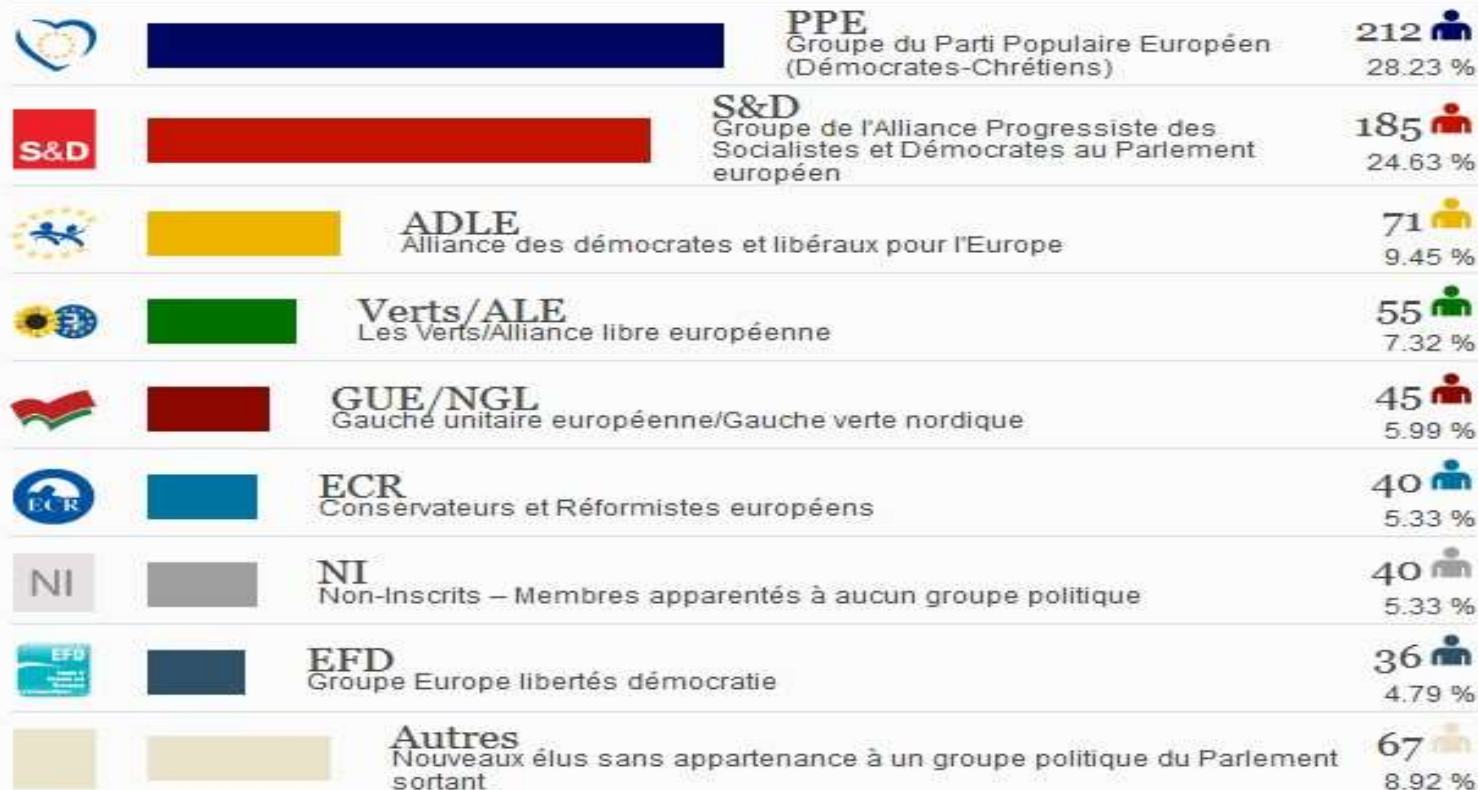 PPE
Groupe du Parti Populaire Européen
(Démocrates-Chrétiens)
212
28.23 %
S&D
S&D
Groupe de l'Alliance Progressiste des
Socialistes et Démocrates au Parlement
européen
185
24.63 %
ADLE
Alliance des démocrates et libéraux pour l'Europe
71
9.45 %
Verts/ALE
Les Verts/Alliance libre européenne
55
7.32 %
GUE/NGL
Gauche unitaire européenne/Gauche verte nordique
45
5.99 %
ECR
ECR
Conservateurs et Réformistes européens
40
5.33 %
NI
NI
Non-Inscrits – Membres apparentés à aucun groupe politique
40
5.33 %
EFD
EFD
Groupe Europe libertés démocratie
36
4.79 %
Autres
Nouveaux élus sans appartenance à un groupe politique du Parlement
sortant
67
8.92 %